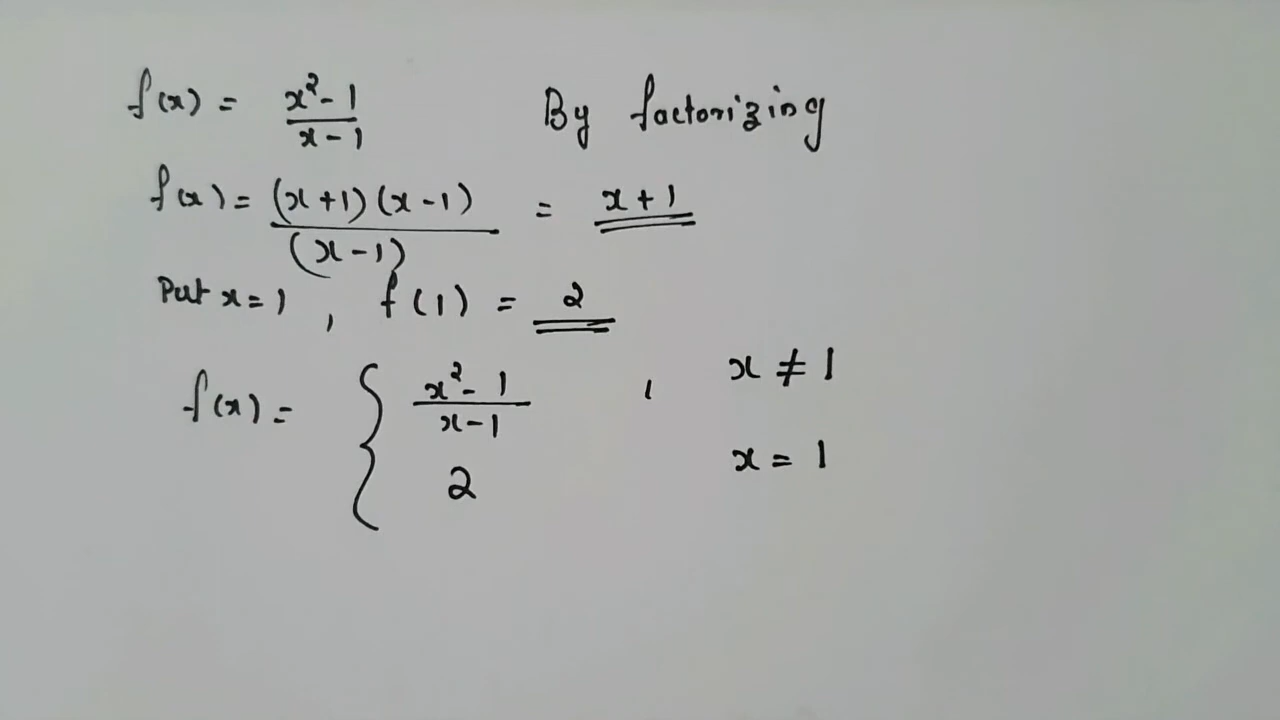 f(x) = x² - 1 / x - 1 By factorizing
f(x) = (x+1)(x-1) / (x-1) = x+1
Put x=1, f(1) = 2
f(x) = { x² - 1 / x - 1 , x ≠ 1
2 x = 1